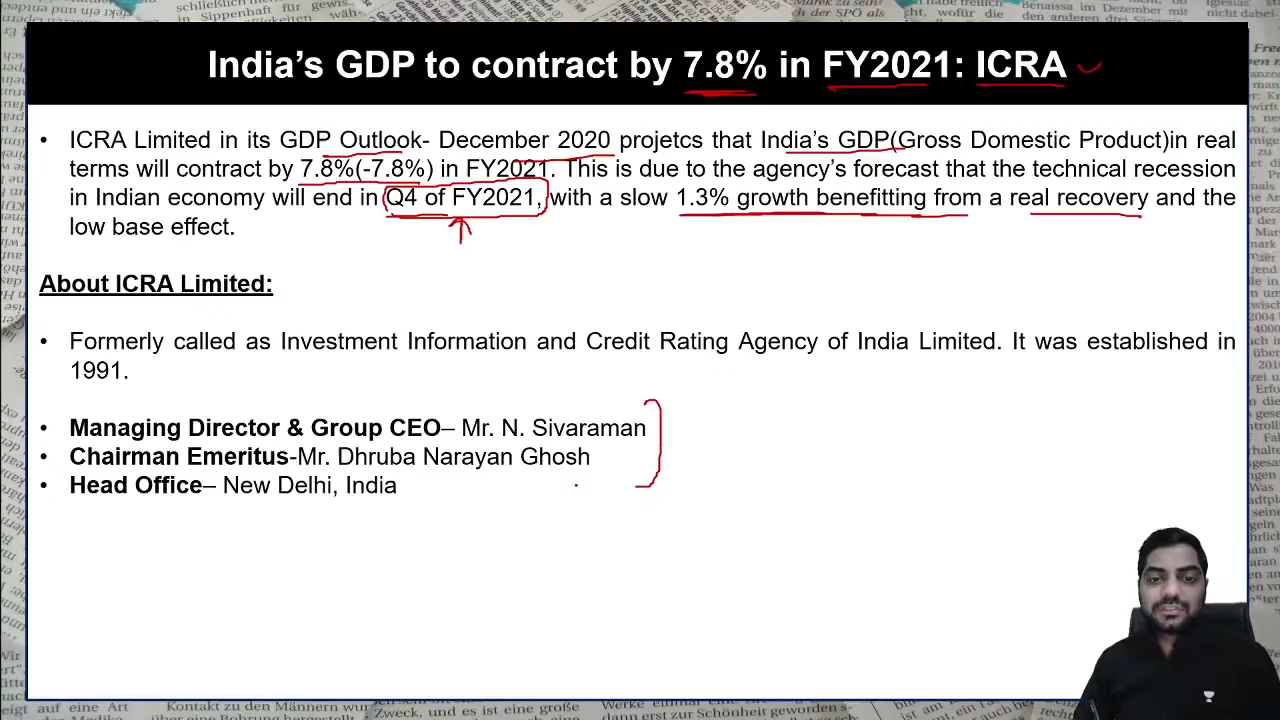 India's GDP to contract by 7.8% in FY2021: ICRA
• ICRA Limited in its GDP Outlook- December 2020 projetcs that India's GDP(Gross Domestic Product)in real
terms will contract by 7.8%(-7.8%) in FY2021. This is due to the agency's forecast that the technical recession
in Indian economy will end in Q4 of FY2021, with a slow 1.3% growth benefitting from a real recovery and the
low base effect.
About ICRA Limited:
• Formerly called as Investment Information and Credit Rating Agency of India Limited. It was established in
1991.
• Managing Director & Group CEO– Mr. N. Sivaraman
• Chairman Emeritus-Mr. Dhruba Narayan Ghosh
• Head Office– New Delhi, India